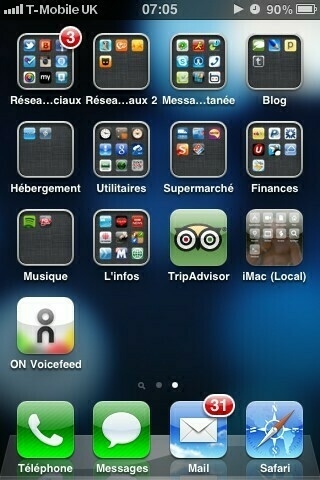 T-Mobile UK 07:05 90%
3
Résea...ciaux Résea...aux 2 Messa...tanée Blog
Hébergement Utilitaires Supermarché Finances
Musique L'infos TripAdvisor iMac (Local)
ON Voicefeed
31
Téléphone Messages Mail Safari